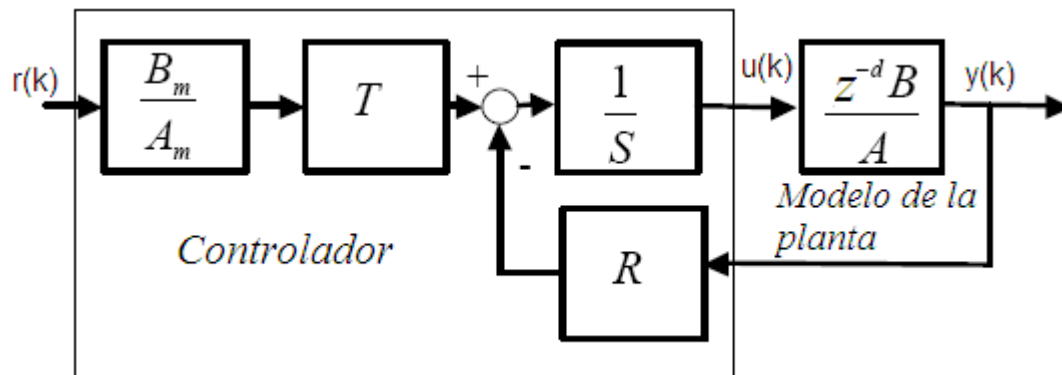 r(k)
B_m
A_m
T
+
-
1
S
u(k)
z^{-d} B
A
y(k)
Modelo de la
planta
Controlador
R